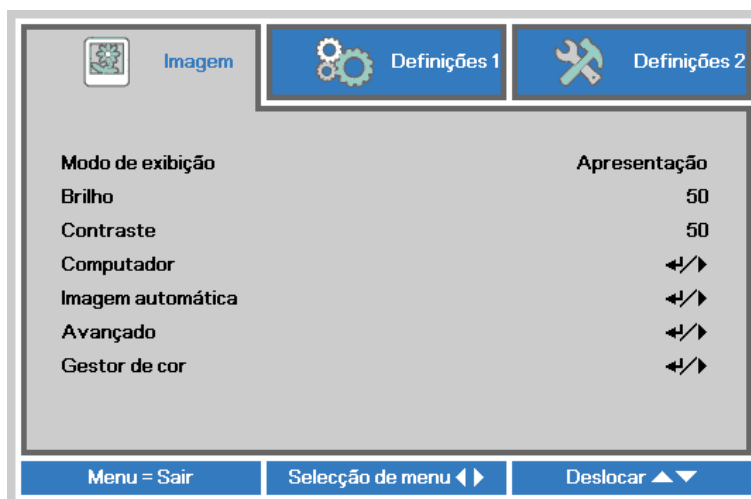 Imagem
Definições 1
Definições 2
Modo de exibição Apresentação
Brilho 50
Contraste 50
Computador ↵/▶
Imagem automática ↵/▶
Avançado ↵/▶
Gestor de cor ↵/▶
Menu = Sair
Selecção de menu ◀▶
Deslocar ▲▼